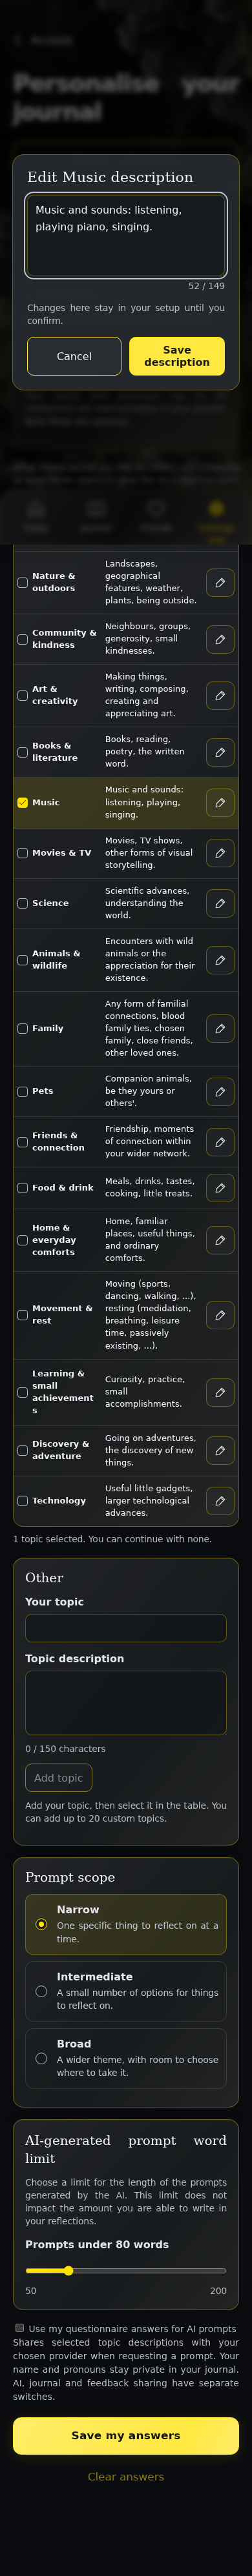 Account
Personalise your
journal
Edit Music description
Music and sounds: listening,
playing piano, singing.
52 / 149
Changes here stay in your setup until you
confirm.
Cancel
Save
description
Nature &
outdoors
Landscapes,
geographical
features, weather,
plants, being outside.
Community &
kindness
Neighbours, groups,
generosity, small
kindnesses.
Art &
creativity
Making things,
writing, composing,
creating and
appreciating art.
Books &
literature
Books, reading,
poetry, the written
word.
Music
Music and sounds:
listening, playing,
singing.
Movies & TV
Movies, TV shows,
other forms of visual
storytelling.
Science
Scientific advances,
understanding the
world.
Animals &
wildlife
Encounters with wild
animals or the
appreciation for their
existence.
Family
Any form of familial
connections, blood
family ties, chosen
family, close friends,
other loved ones.
Pets
Companion animals,
be they yours or
others'.
Friends &
connection
Friendship, moments
of connection within
your wider network.
Food & drink
Meals, drinks, tastes,
cooking, little treats.
Home &
everyday
comforts
Home, familiar
places, useful things,
and ordinary
comforts.
Movement &
rest
Moving (sports,
dancing, walking, ...),
resting (medidation,
breathing, leisure
time, passively
existing, ...).
Learning &
small
achievement
s
Curiosity, practice,
small
accomplishments.
Discovery &
adventure
Going on adventures,
the discovery of new
things.
Technology
Useful little gadgets,
larger technological
advances.
1 topic selected. You can continue with none.
Other
Your topic
Topic description
0 / 150 characters
Add topic
Add your topic, then select it in the table. You
can add up to 20 custom topics.
Prompt scope
Narrow
One specific thing to reflect on at a
time.
Intermediate
A small number of options for things
to reflect on.
Broad
A wider theme, with room to choose
where to take it.
AI-generated prompt word
limit
Choose a limit for the length of the prompts
generated by the AI. This limit does not
impact the amount you are able to write in
your reflections.
Prompts under 80 words
50
200
Use my questionnaire answers for AI prompts
Shares selected topic descriptions with your
chosen provider when requesting a prompt. Your
name and pronouns stay private in your journal.
AI, journal and feedback sharing have separate
switches.
Save my answers
Clear answers